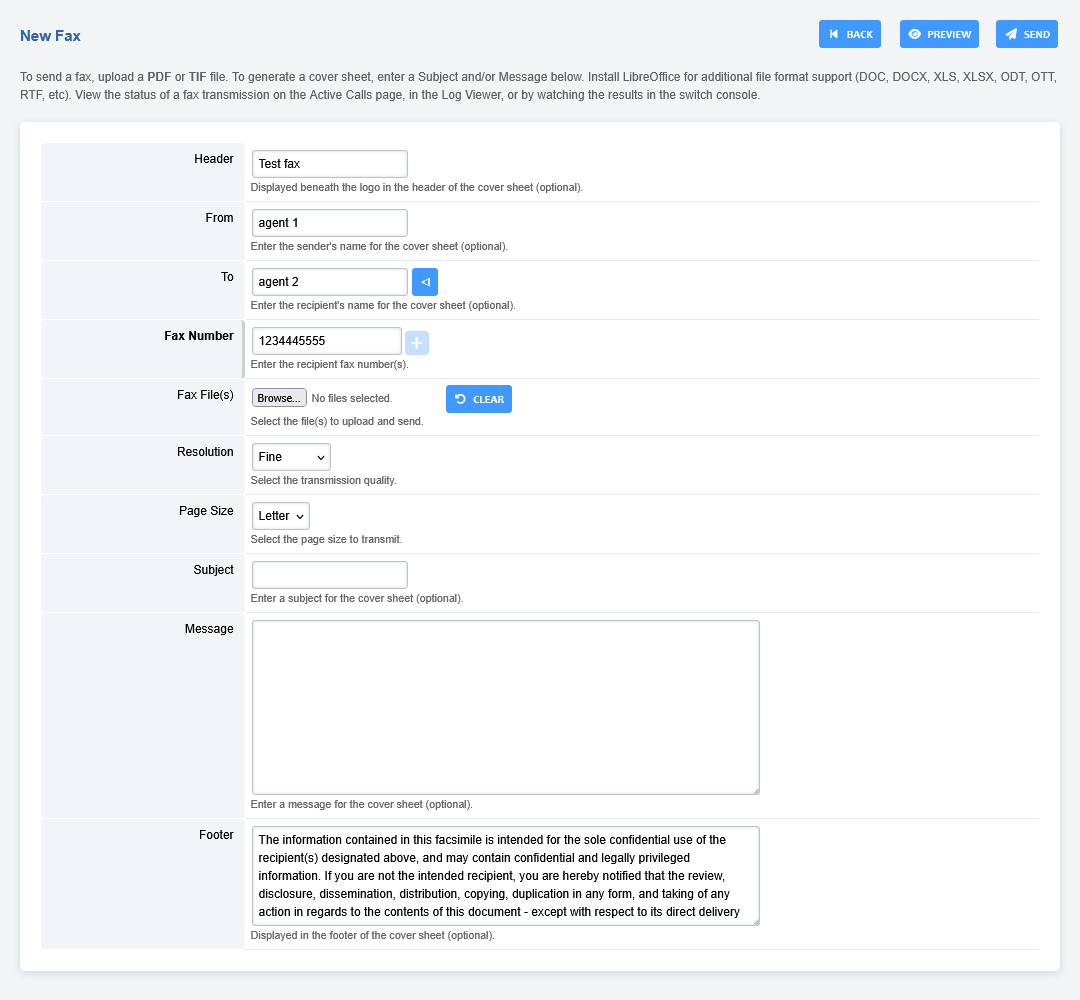 New Fax
BACK
PREVIEW
SEND
To send a fax, upload a PDF or TIF file. To generate a cover sheet, enter a Subject and/or Message below. Install LibreOffice for additional file format support (DOC, DOCX, XLS, XLSX, ODT, OTT,
RTF, etc). View the status of a fax transmission on the Active Calls page, in the Log Viewer, or by watching the results in the switch console.
Header
Test fax
Displayed beneath the logo in the header of the cover sheet (optional).
From
agent 1
Enter the sender's name for the cover sheet (optional).
To
agent 2
Enter the recipient's name for the cover sheet (optional).
Fax Number
1234445555
Enter the recipient fax number(s).
Fax File(s)
Browse... No files selected.
CLEAR
Select the file(s) to upload and send.
Resolution
Fine
Select the transmission quality.
Page Size
Letter
Select the page size to transmit.
Subject
Enter a subject for the cover sheet (optional).
Message
Enter a message for the cover sheet (optional).
Footer
The information contained in this facsimile is intended for the sole confidential use of the
recipient(s) designated above, and may contain confidential and legally privileged
information. If you are not the intended recipient, you are hereby notified that the review,
disclosure, dissemination, distribution, copying, duplication in any form, and taking of any
action in regards to the contents of this document - except with respect to its direct delivery
Displayed in the footer of the cover sheet (optional).